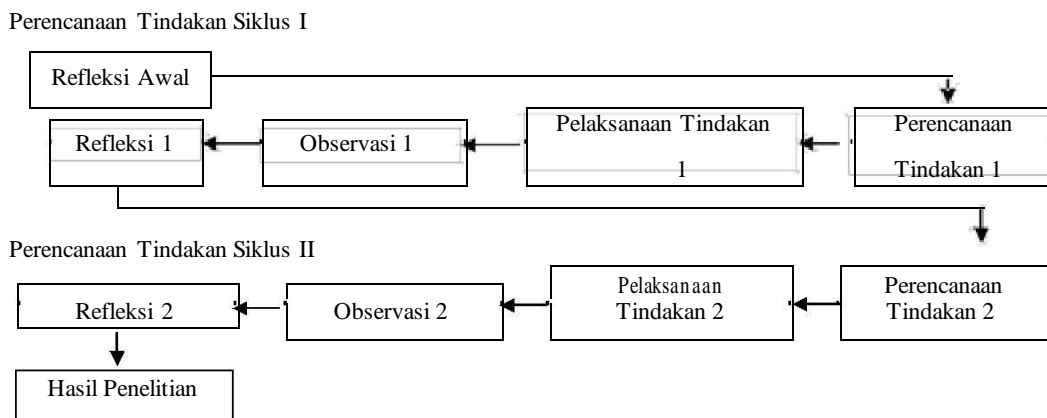 Perencanaan Tindakan Siklus I
Refleksi Awal
Refleksi 1
Observasi 1
Pelaksanaan Tindakan
1
Perencanaan
Tindakan 1
Perencanaan Tindakan Siklus II
Refleksi 2
Observasi 2
Pelaksanaan
Tindakan 2
Perencanaan
Tindakan 2
Hasil Penelitian